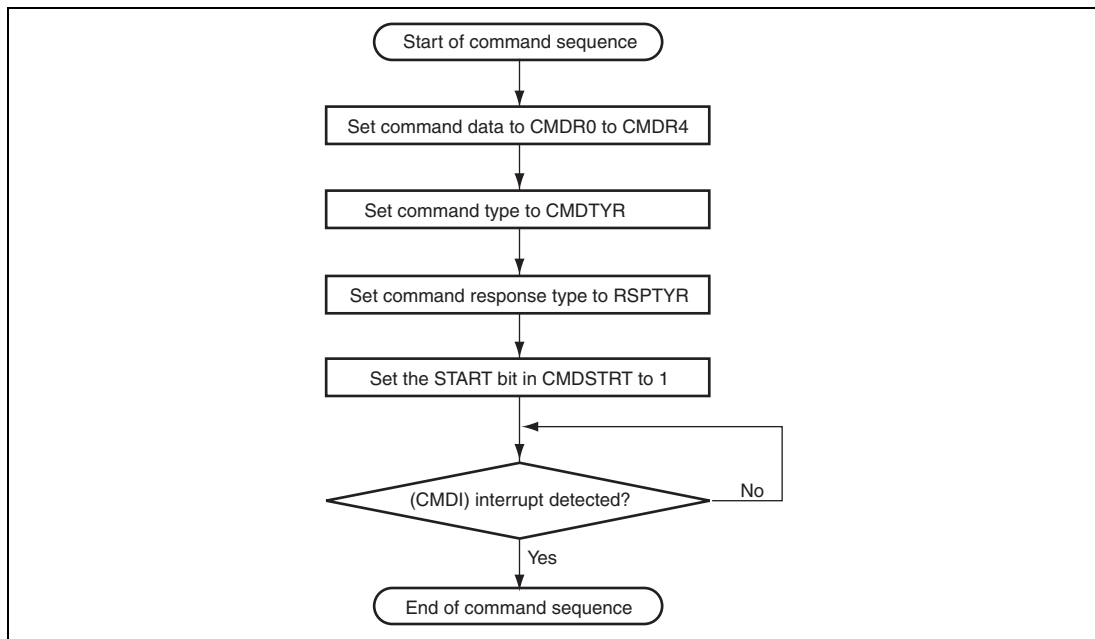 Start of command sequence
Set command data to CMDR0 to CMDR4
Set command type to CMDTYR
Set command response type to RSPTYR
Set the START bit in CMDSTRT to 1
(CMDI) interrupt detected?
No
Yes
End of command sequence